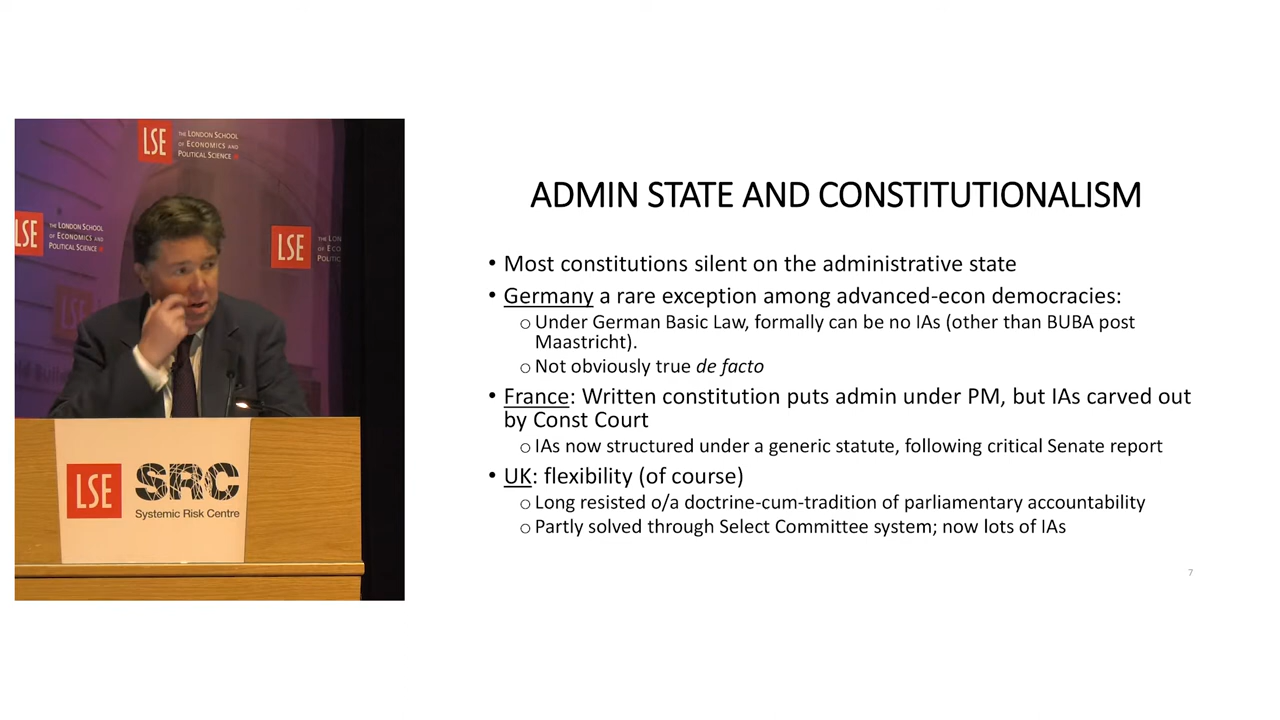 LSE
THE LONDON SCHOOL
OF ECONOMICS AND
POLITICAL SCIENCE
LSE
THE LONDON SCHOOL
OF ECONOMICS AND
POLITICAL SCIENCE
LSE
THE LON
OF ECO
POLITIC
LSE
SRC
Systemic Risk Centre
ADMIN STATE AND CONSTITUTIONALISM
• Most constitutions silent on the administrative state
• Germany a rare exception among advanced-econ democracies:
o Under German Basic Law, formally can be no IAs (other than BUBA post
Maastricht).
o Not obviously true de facto
• France: Written constitution puts admin under PM, but IAs carved out
by Const Court
o IAs now structured under a generic statute, following critical Senate report
• UK: flexibility (of course)
o Long resisted o/a doctrine-cum-tradition of parliamentary accountability
o Partly solved through Select Committee system; now lots of IAs
7